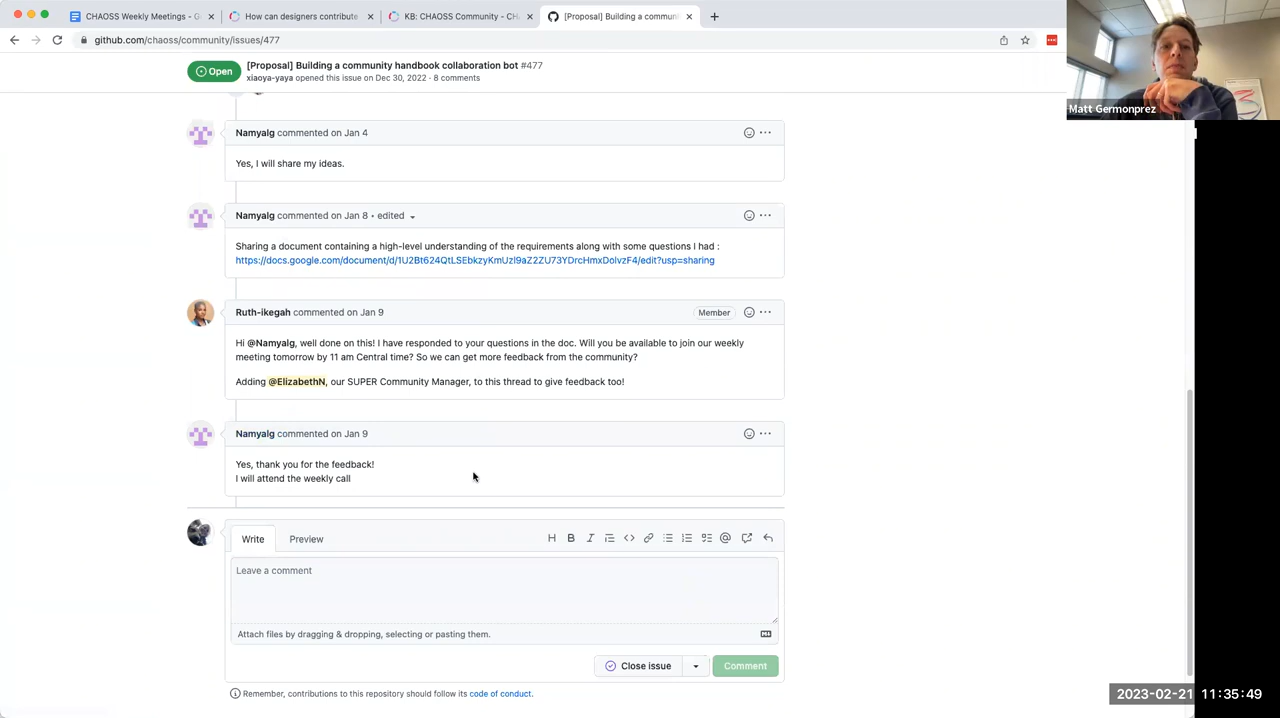 CHAOSS Weekly Meetings - G
How can designers contribute
KB: CHAOSS Community - CH
[Proposal] Building a commun
github.com/chaoss/community/issues/477
Matt Germonprez
Open
[Proposal] Building a community handbook collaboration bot #477
xiaoya-yaya opened this issue on Dec 30, 2022 · 8 comments
Namyalg commented on Jan 4
Yes, I will share my ideas.
Namyalg commented on Jan 8 • edited
Sharing a document containing a high-level understanding of the requirements along with some questions I had :
https://docs.google.com/document/d/1U2Bt624QtLSEbkzyKmUzI9aZ2ZU73YDrcHmxDolvzF4/edit?usp=sharing
Ruth-ikegah commented on Jan 9
Member
Hi @Namyalg, well done on this! I have responded to your questions in the doc. Will you be available to join our weekly
meeting tomorrow by 11 am Central time? So we can get more feedback from the community?
Adding @ElizabethN, our SUPER Community Manager, to this thread to give feedback too!
Namyalg commented on Jan 9
Yes, thank you for the feedback!
I will attend the weekly call
Write
Preview
Leave a comment
Attach files by dragging & dropping, selecting or pasting them.
Close issue
Comment
Remember, contributions to this repository should follow its code of conduct.
2023-02-21 11:35:49